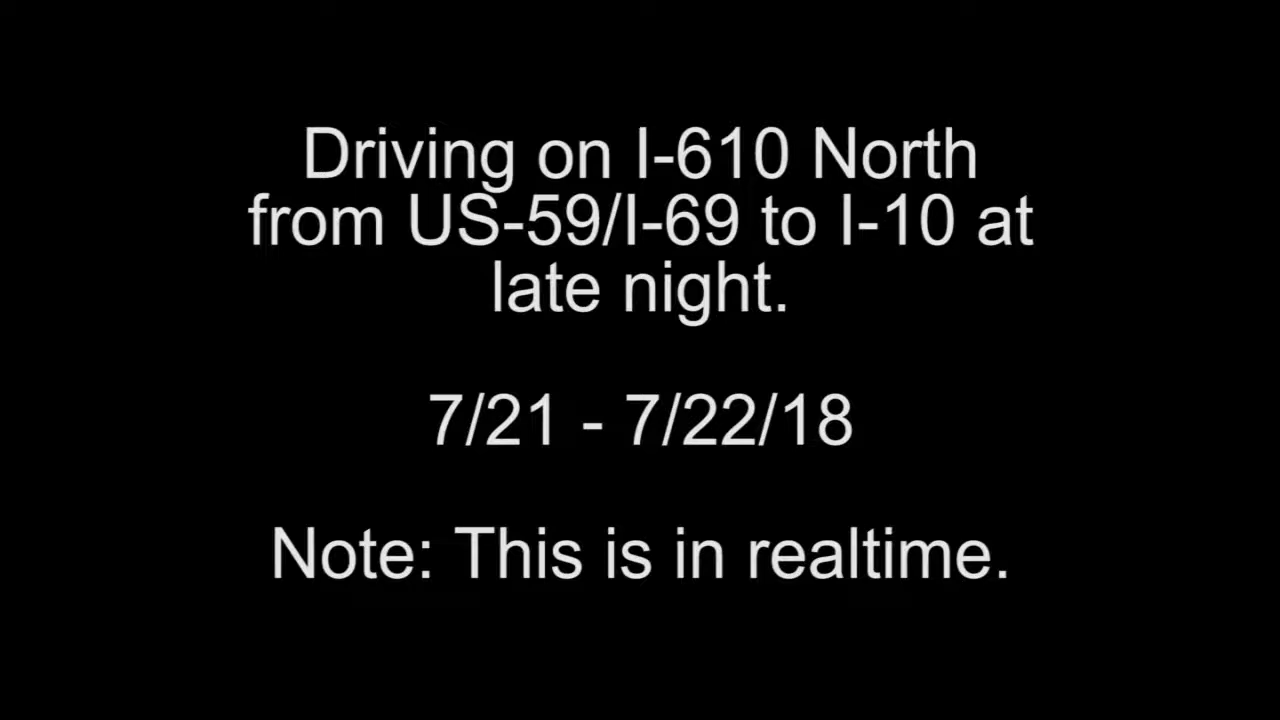 Driving on I-610 North
from US-59/I-69 to I-10 at
late night.
7/21 - 7/22/18
Note: This is in realtime.